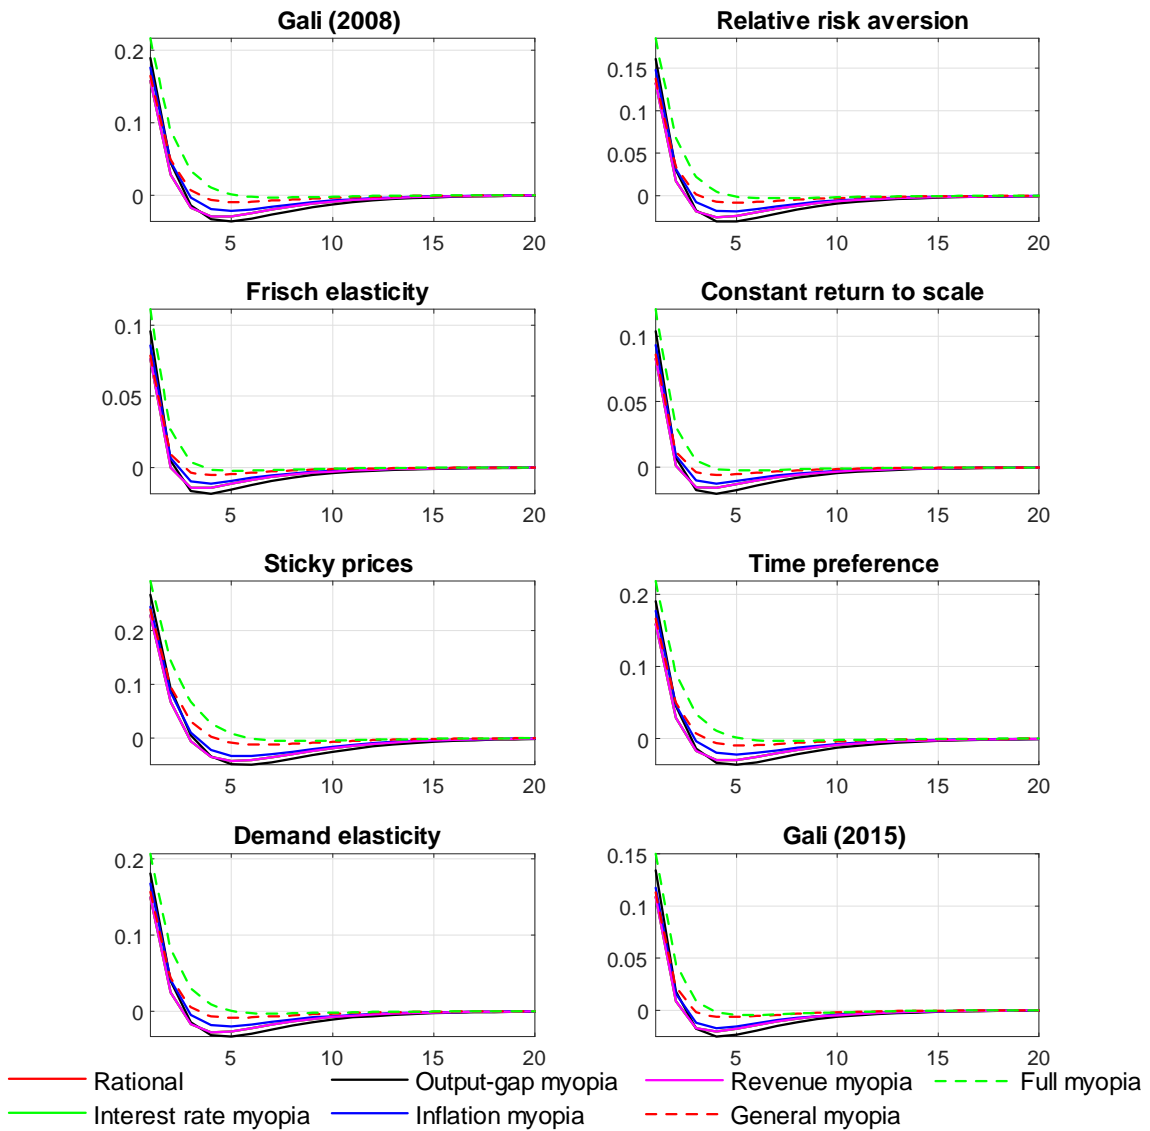 Gali (2008) Relative risk aversion
0.2
0.1
0
5 10 15 20
0.15
0.1
0.05
0
5 10 15 20
Frisch elasticity Constant return to scale
0.1
0.05
0
5 10 15 20
0.1
0.05
0
5 10 15 20
Sticky prices Time preference
0.2
0.1
0
5 10 15 20
0.2
0.1
0
5 10 15 20
Demand elasticity Gali (2015)
0.2
0.1
0
5 10 15 20
0.15
0.1
0.05
0
5 10 15 20
Rational Output-gap myopia Revenue myopia Full myopia
Interest rate myopia Inflation myopia General myopia